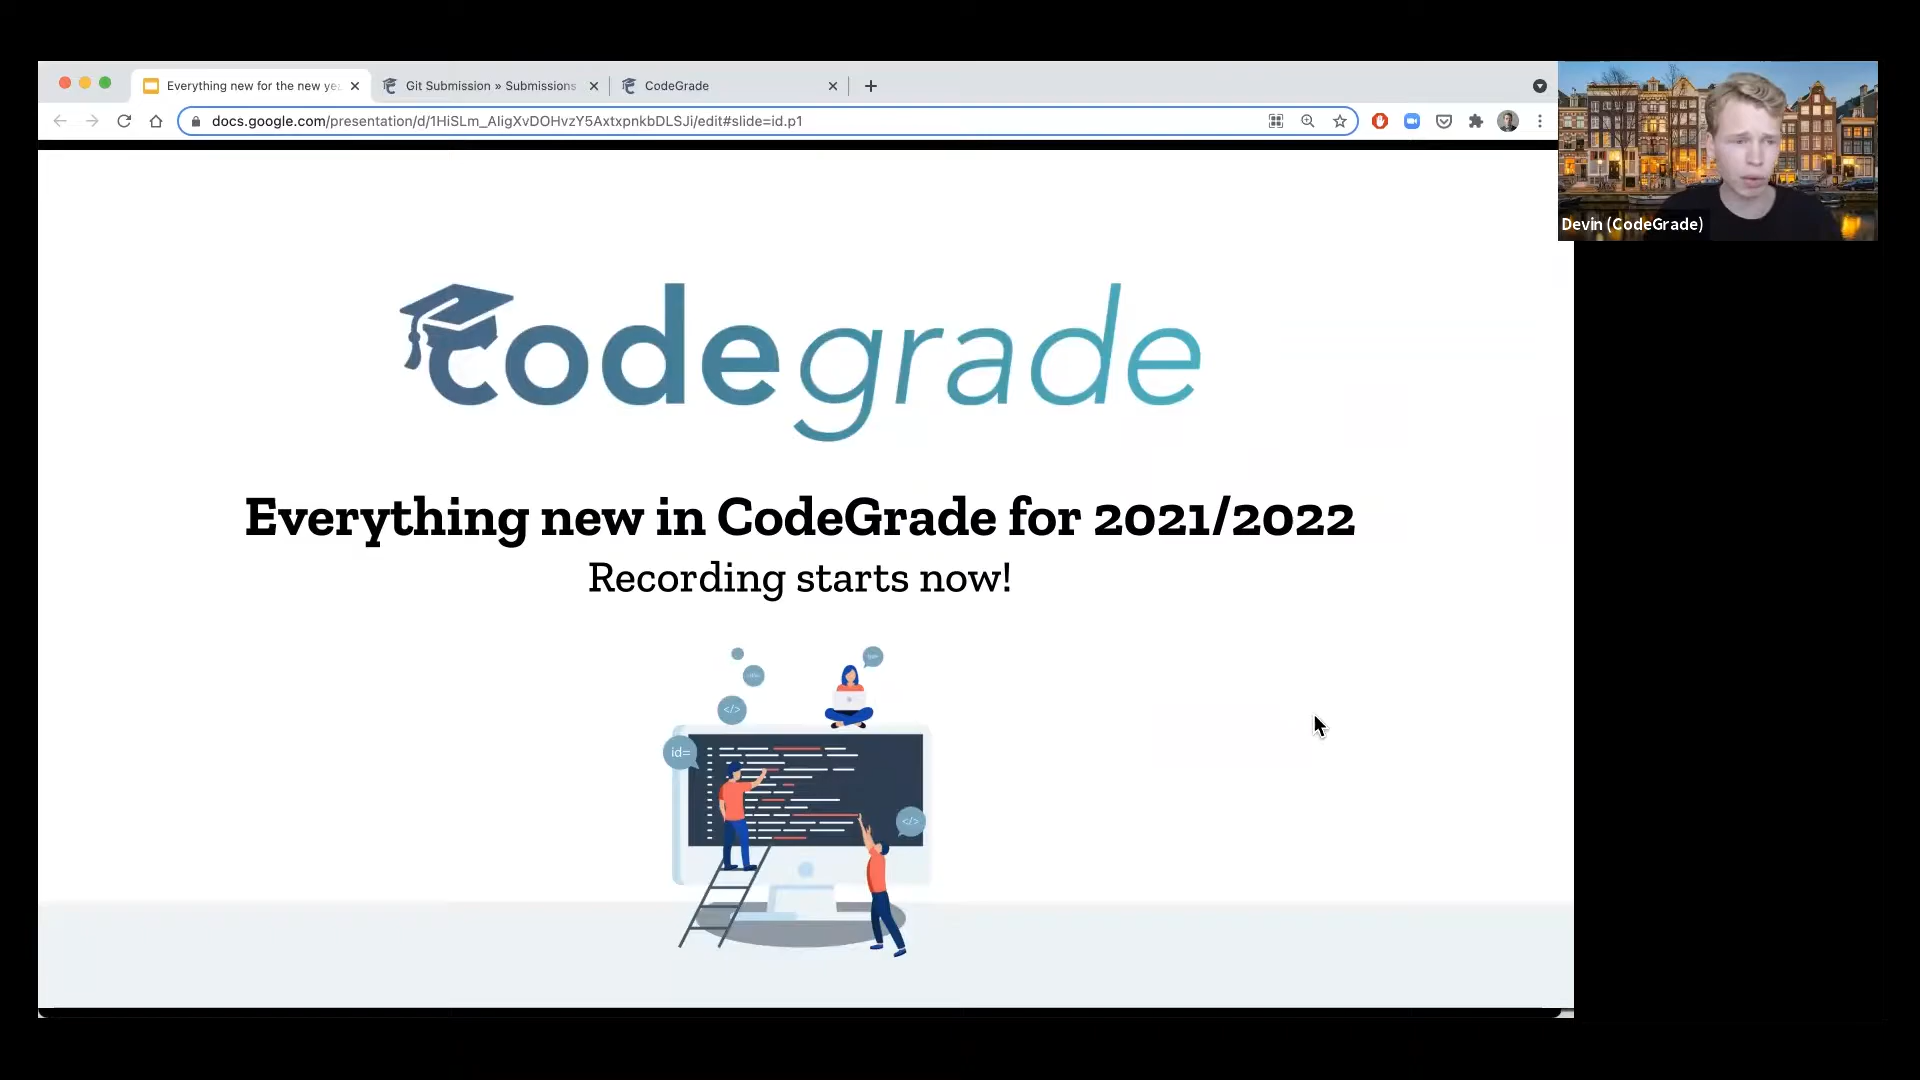 Everything new for the new yea
Git Submission » Submissions
CodeGrade
docs.google.com/presentation/d/1HiSLm_AligXvDOHvzY5AxtxpnkbDLSJi/edit#slide=id.p1
Devin (CodeGrade)
codegrade
Everything new in CodeGrade for 2021/2022
Recording starts now!
</>
id=
</>